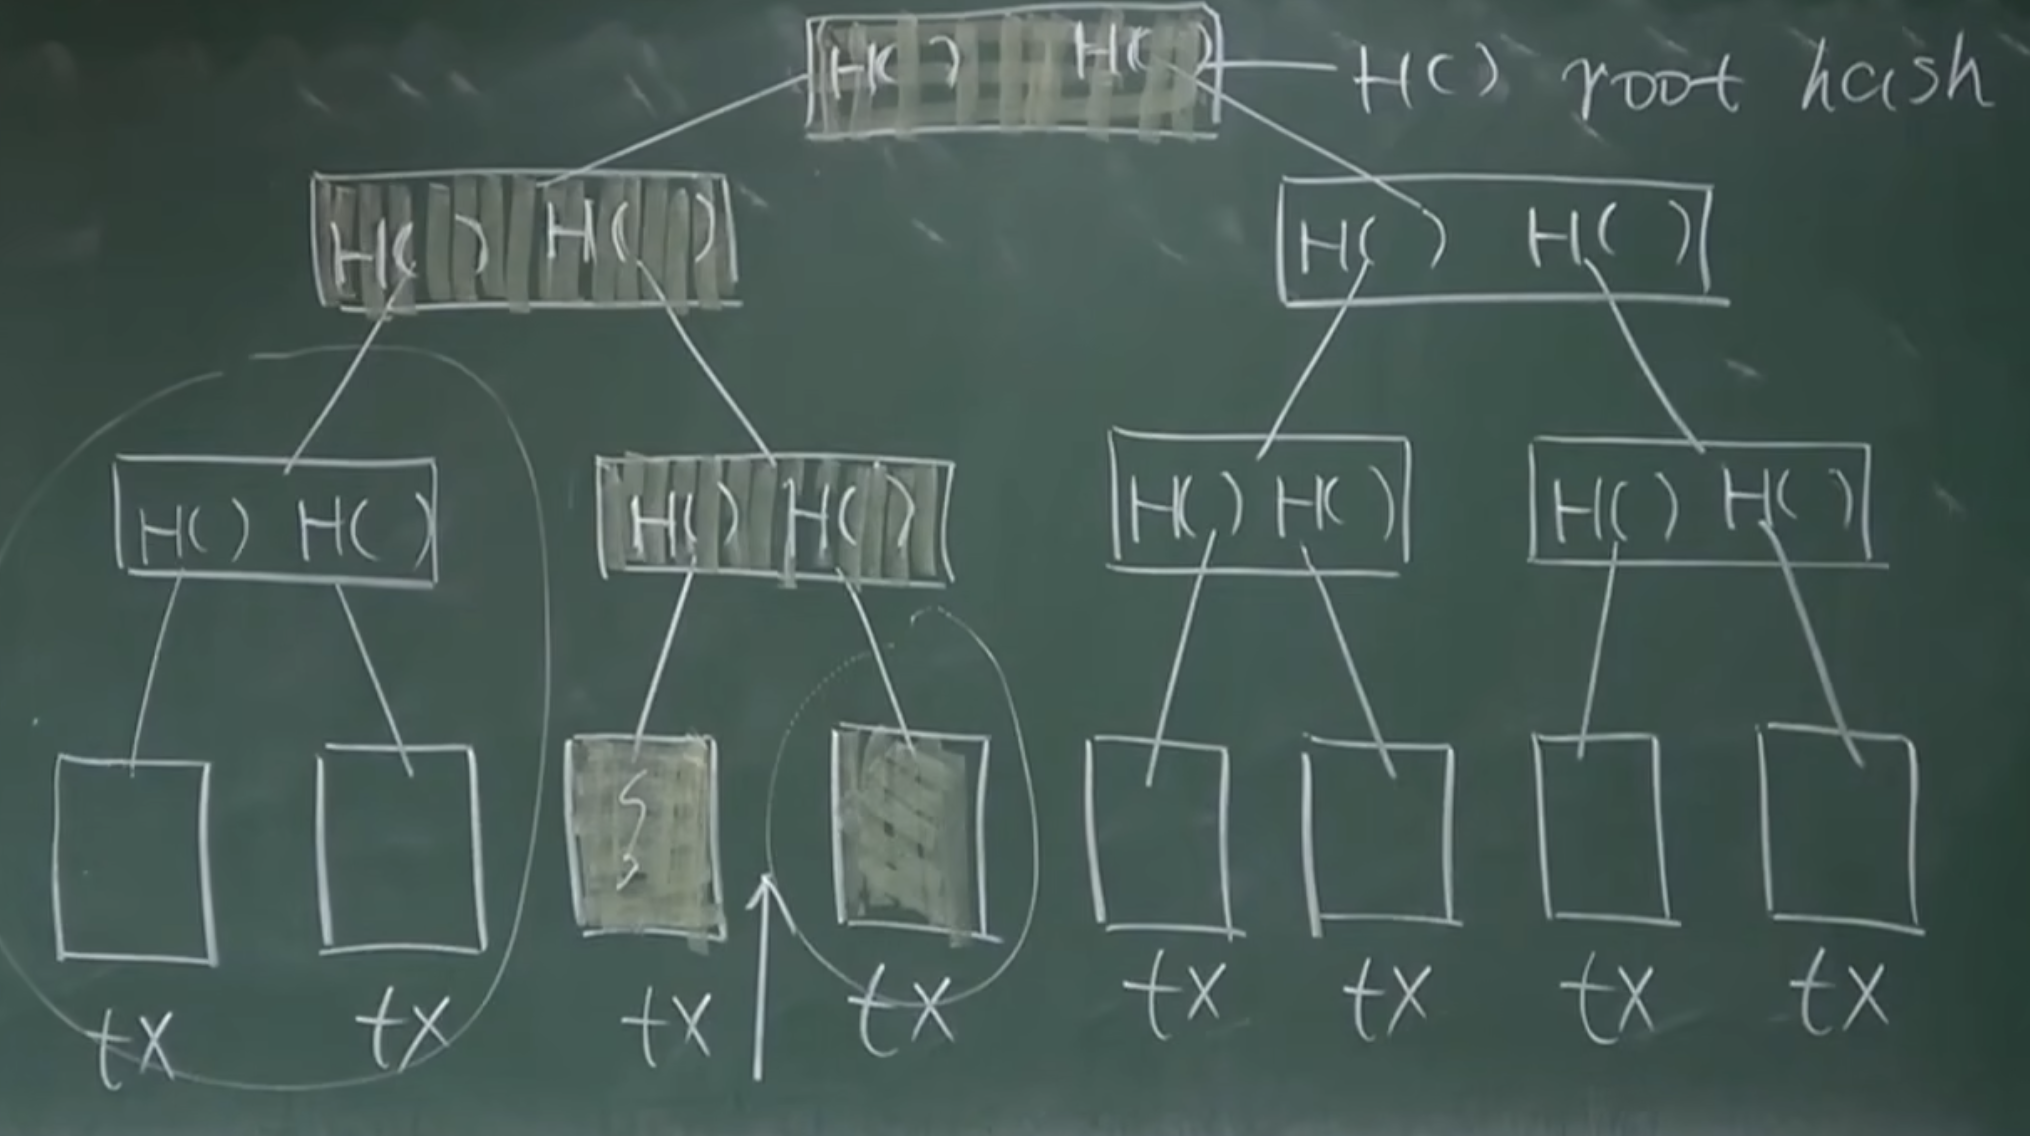 H( ) H( ) H( ) root hash
H( ) H( ) H( ) H( )
H( ) H( ) H( ) H( ) H( ) H( ) H( ) H( )
tx tx tx tx tx tx tx tx